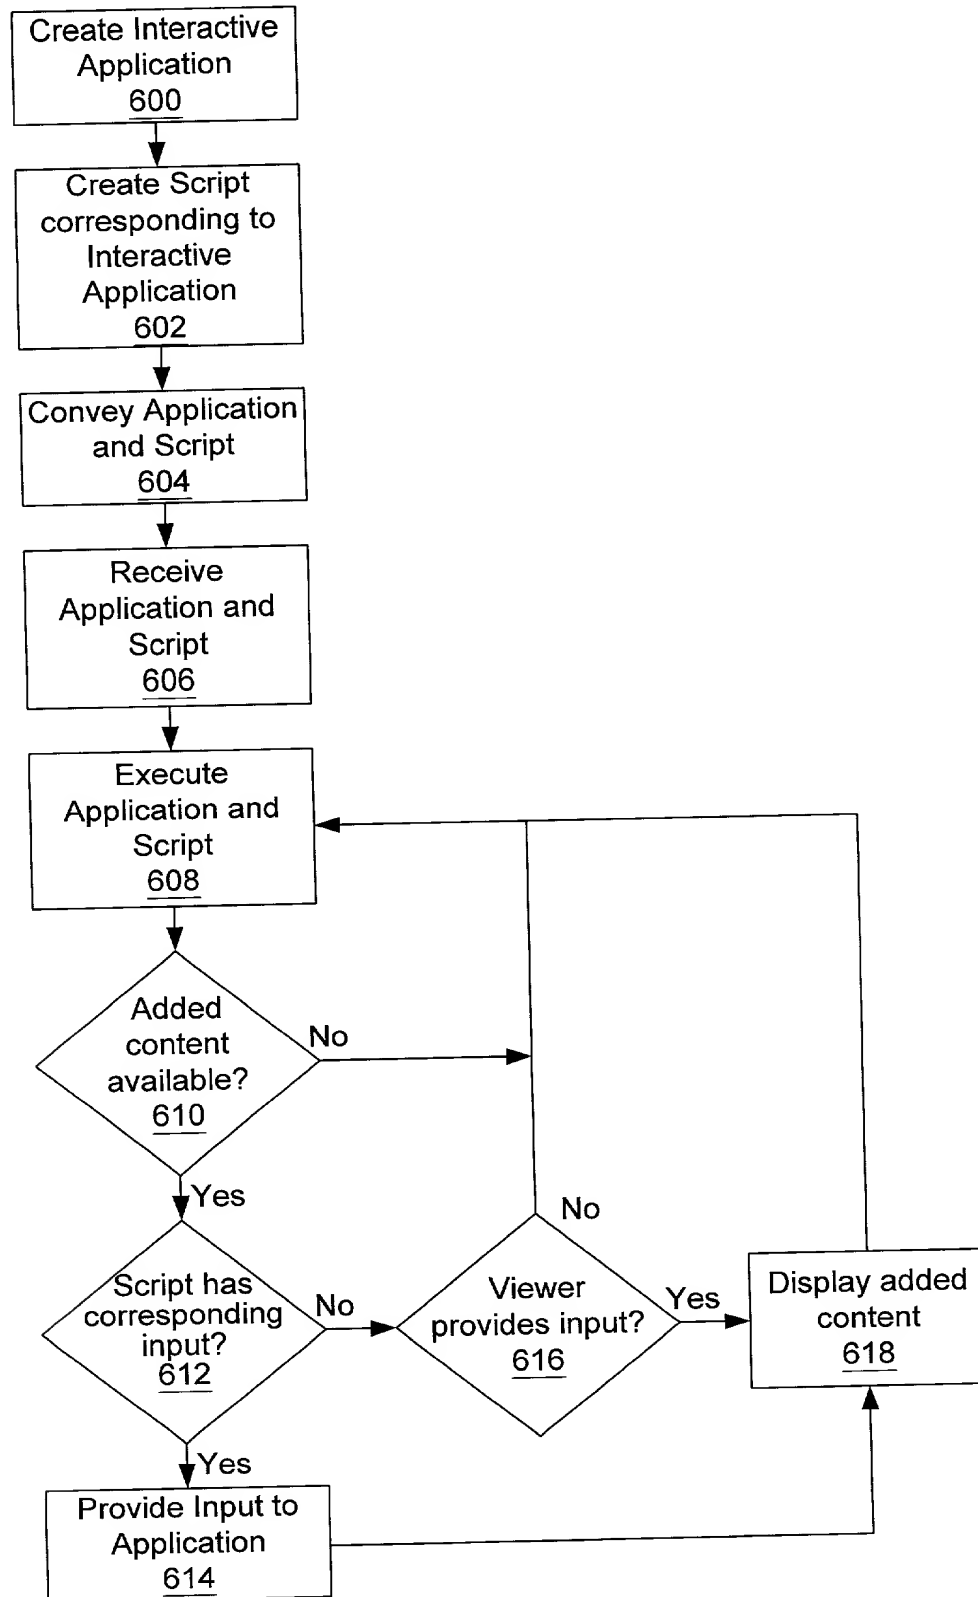 Create Interactive
Application
600
Create Script
corresponding to
Interactive
Application
602
Convey Application
and Script
604
Receive
Application and
Script
606
Execute
Application and
Script
608
Added
content
available?
610
No
Yes
Script has
corresponding
input?
612
No
Yes
Viewer
provides input?
616
No
Yes
Display added
content
618
Provide Input to
Application
614